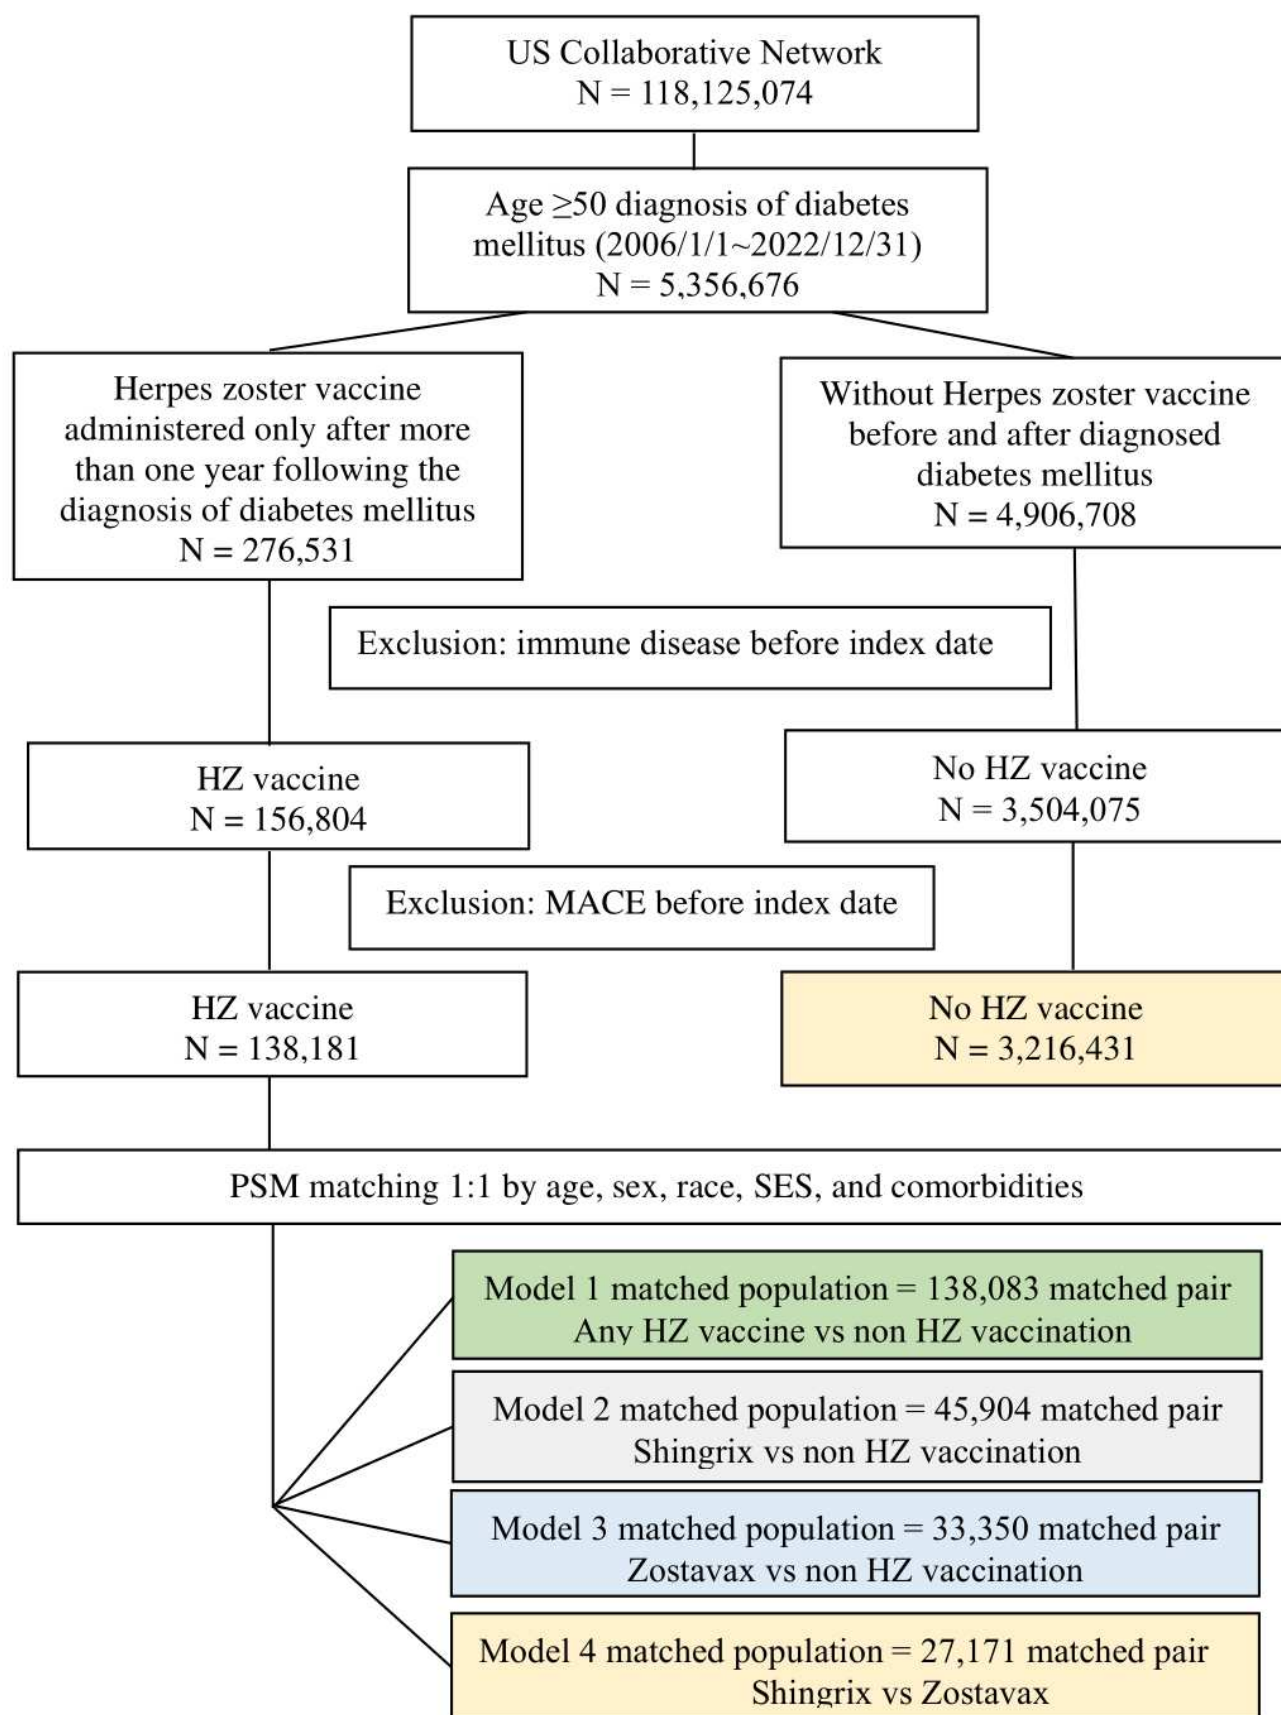 US Collaborative Network
N = 118,125,074
Age ≥50 diagnosis of diabetes
mellitus (2006/1/1~2022/12/31)
N = 5,356,676
Herpes zoster vaccine
administered only after more
than one year following the
diagnosis of diabetes mellitus
N = 276,531
Without Herpes zoster vaccine
before and after diagnosed
diabetes mellitus
N = 4,906,708
Exclusion: immune disease before index date
HZ vaccine
N = 156,804
No HZ vaccine
N = 3,504,075
Exclusion: MACE before index date
HZ vaccine
N = 138,181
No HZ vaccine
N = 3,216,431
PSM matching 1:1 by age, sex, race, SES, and comorbidities
Model 1 matched population = 138,083 matched pair
Any HZ vaccine vs non HZ vaccination
Model 2 matched population = 45,904 matched pair
Shingrix vs non HZ vaccination
Model 3 matched population = 33,350 matched pair
Zostavax vs non HZ vaccination
Model 4 matched population = 27,171 matched pair
Shingrix vs Zostavax